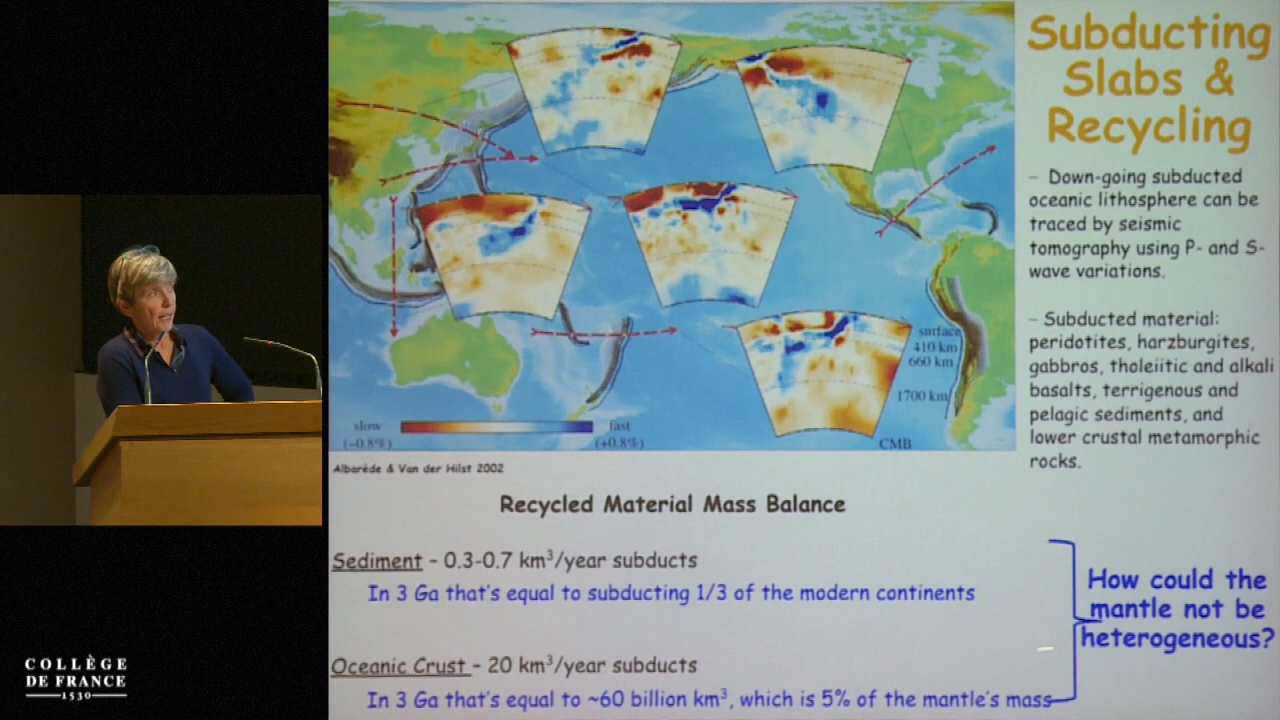 Subducting
Slabs &
Recycling
– Down-going subducted
oceanic lithosphere can be
traced by seismic
tomography using P- and S-
wave variations.
– Subducted material:
peridotites, harzburgites,
gabbros, tholeiitic and alkali
basalts, terrigenous and
pelagic sediments, and
lower crustal metamorphic
rocks.
surface
410 km
660 km
1700 km
CMB
slow
(-0.8%)
fast
(+0.8%)
Albarède & Van der Hilst 2002
Recycled Material Mass Balance
Sediment – 0.3-0.7 km³/year subducts
In 3 Ga that's equal to subducting 1/3 of the modern continents
Oceanic Crust – 20 km³/year subducts
In 3 Ga that's equal to ~60 billion km³, which is 5% of the mantle's mass
How could the
mantle not be
heterogeneous?
COLLÈGE
DE FRANCE
1530